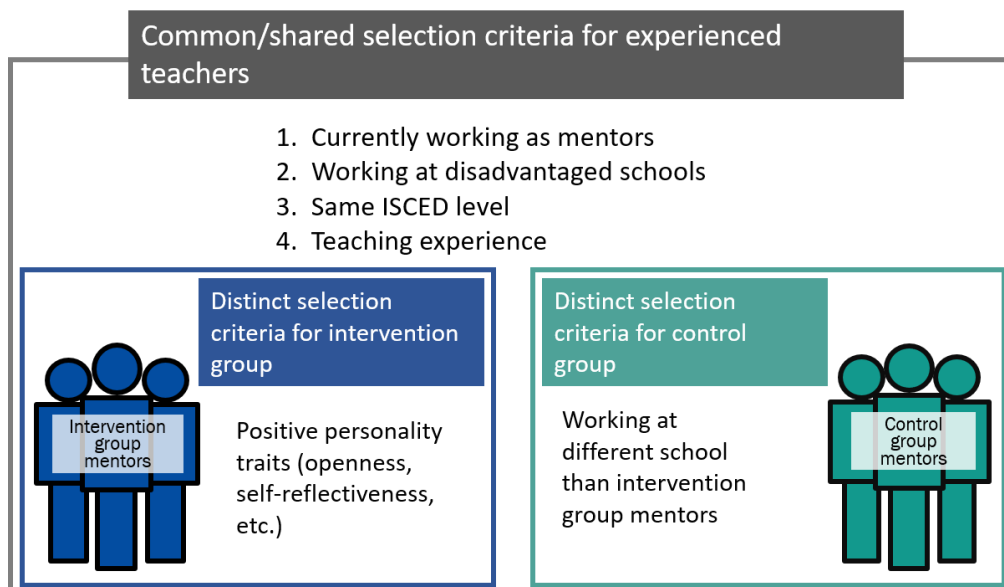 Common/shared selection criteria for experienced
teachers
1. Currently working as mentors
2. Working at disadvantaged schools
3. Same ISCED level
4. Teaching experience
Distinct selection
criteria for intervention
group
Intervention
group
mentors
Positive personality
traits (openness,
self-reflectiveness,
etc.)
Distinct selection
criteria for control
group
Working at
different school
than intervention
group mentors
Control
group
mentors